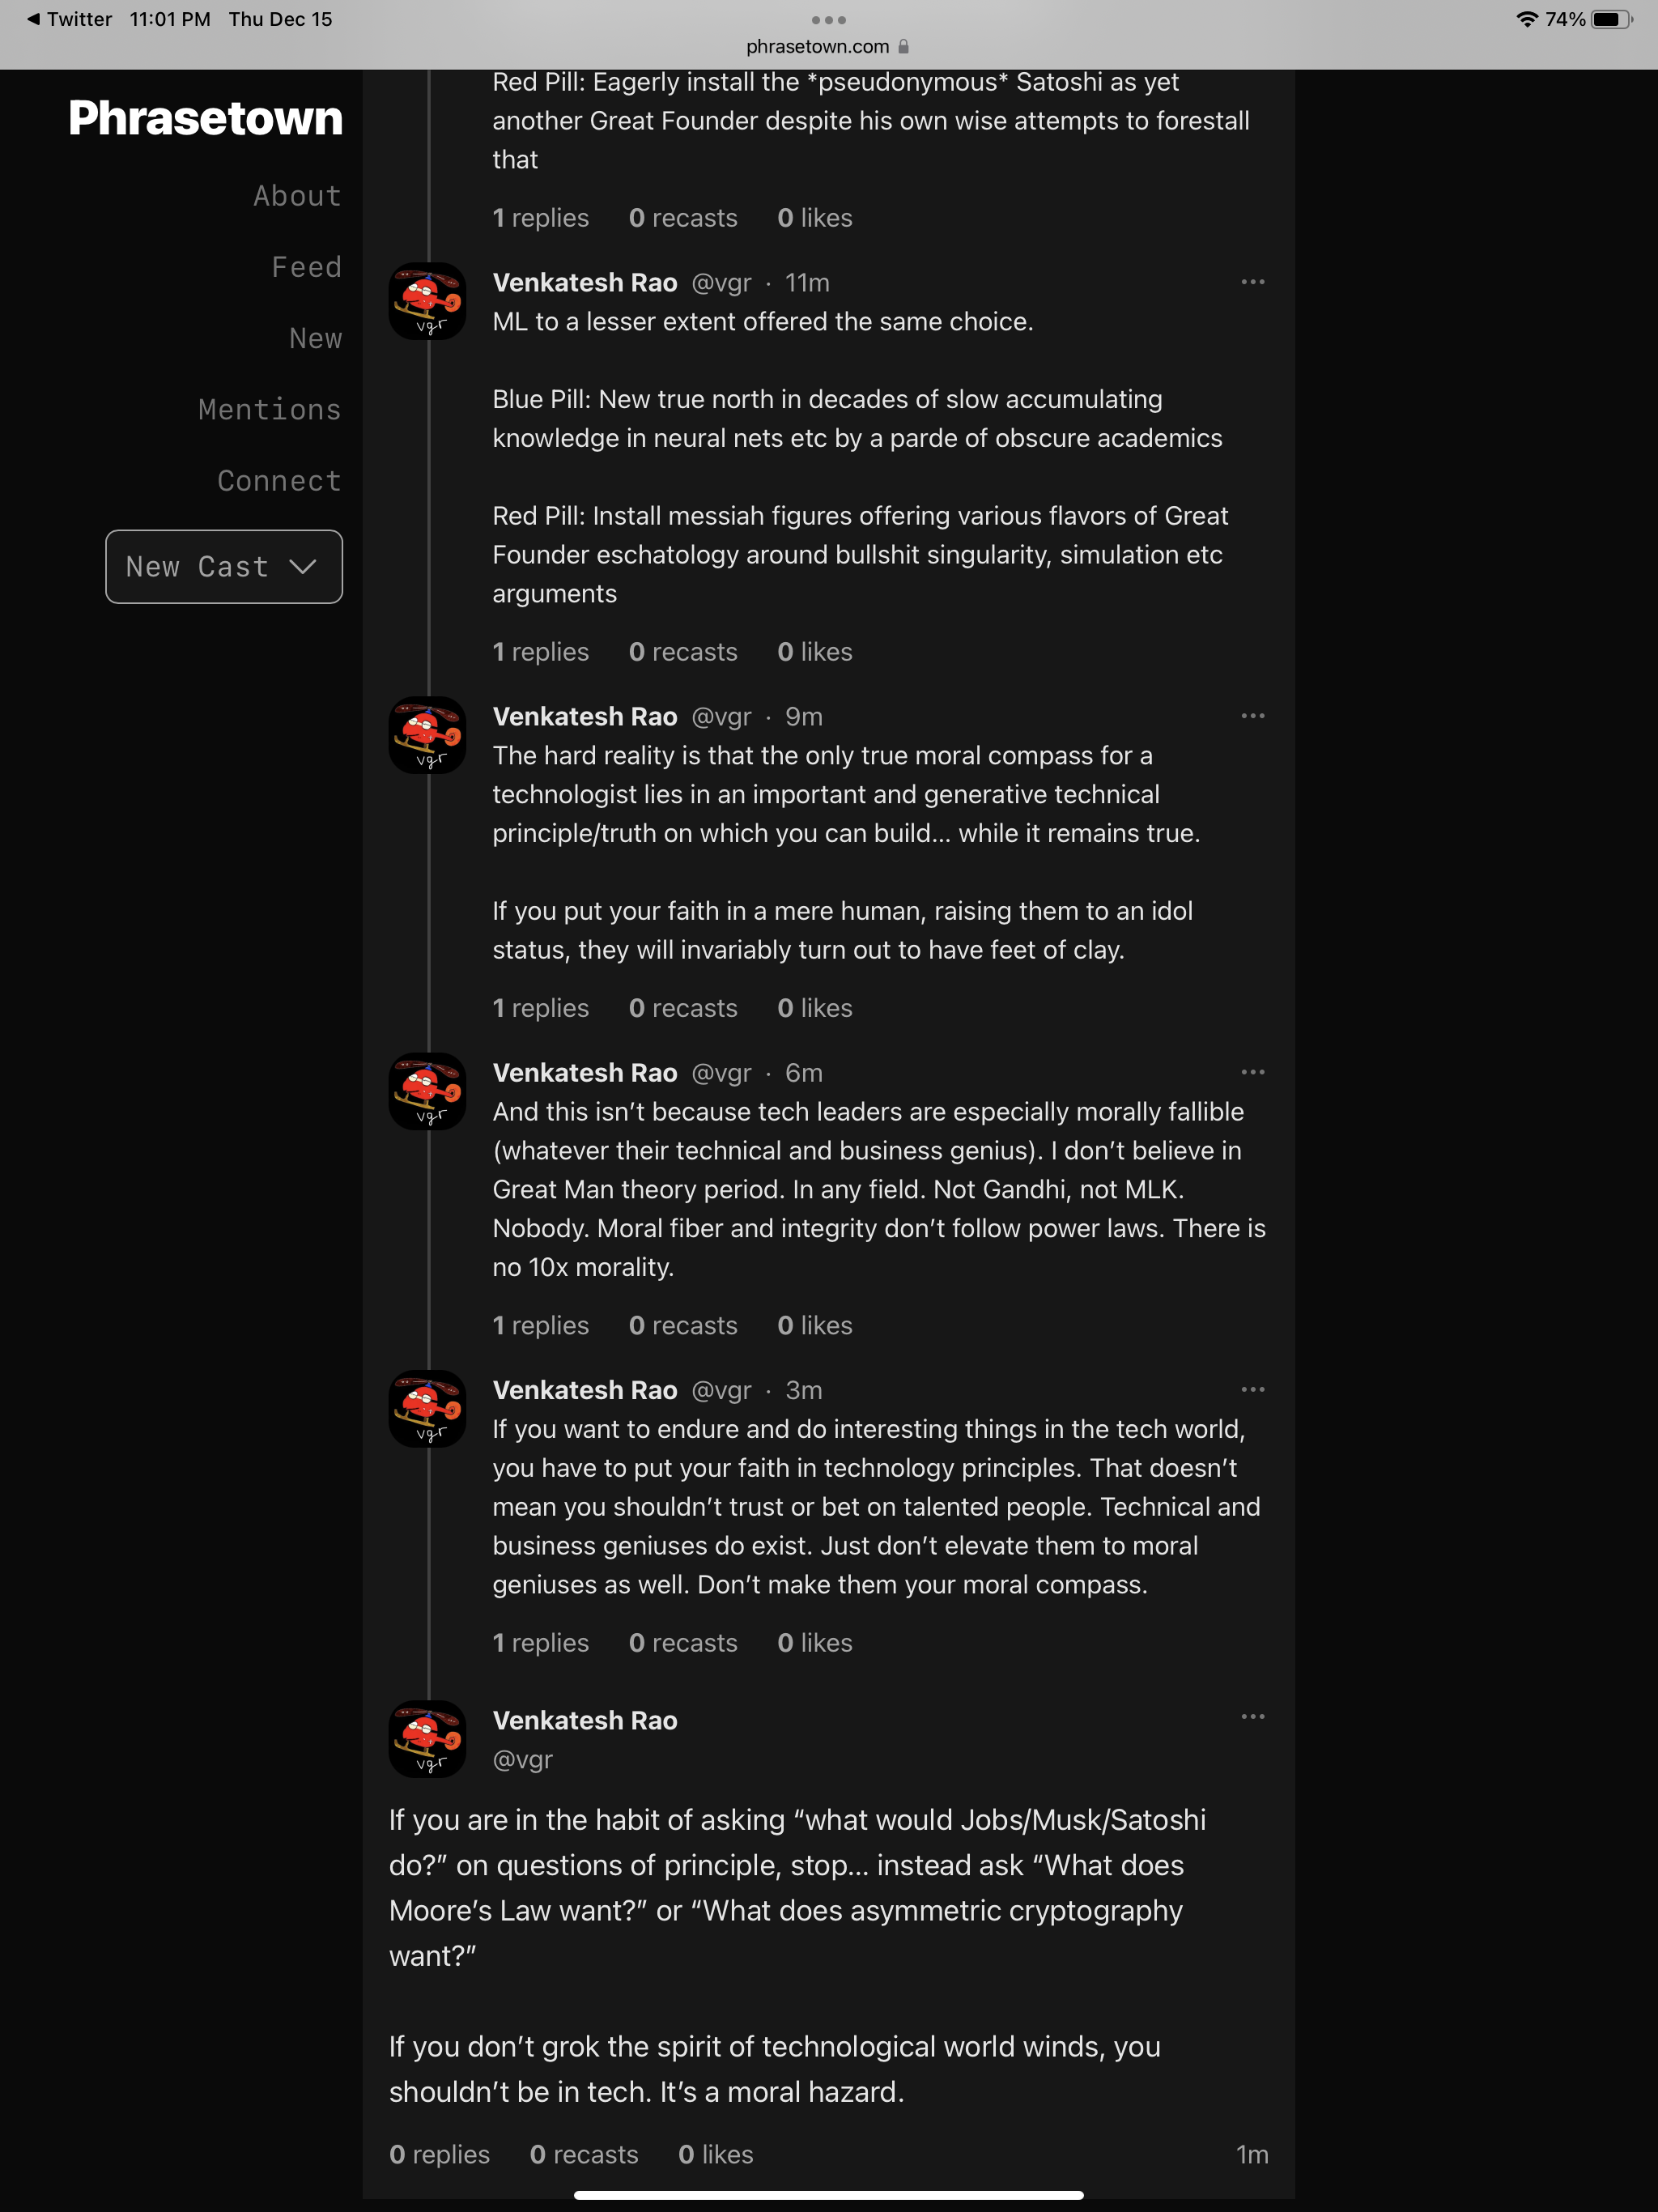 Twitter 11:01 PM Thu Dec 15
74%
phrasetown.com
Phrasetown
About
Feed
New
Mentions
Connect
New Cast
Red Pill: Eagerly install the *pseudonymous* Satoshi as yet
another Great Founder despite his own wise attempts to forestall
that
1 replies 0 recasts 0 likes
vgr
Venkatesh Rao @vgr · 11m
ML to a lesser extent offered the same choice.
Blue Pill: New true north in decades of slow accumulating
knowledge in neural nets etc by a parde of obscure academics
Red Pill: Install messiah figures offering various flavors of Great
Founder eschatology around bullshit singularity, simulation etc
arguments
1 replies 0 recasts 0 likes
vgr
Venkatesh Rao @vgr · 9m
The hard reality is that the only true moral compass for a
technologist lies in an important and generative technical
principle/truth on which you can build... while it remains true.
If you put your faith in a mere human, raising them to an idol
status, they will invariably turn out to have feet of clay.
1 replies 0 recasts 0 likes
vgr
Venkatesh Rao @vgr · 6m
And this isn’t because tech leaders are especially morally fallible
(whatever their technical and business genius). I don’t believe in
Great Man theory period. In any field. Not Gandhi, not MLK.
Nobody. Moral fiber and integrity don’t follow power laws. There is
no 10x morality.
1 replies 0 recasts 0 likes
vgr
Venkatesh Rao @vgr · 3m
If you want to endure and do interesting things in the tech world,
you have to put your faith in technology principles. That doesn’t
mean you shouldn’t trust or bet on talented people. Technical and
business geniuses do exist. Just don’t elevate them to moral
geniuses as well. Don’t make them your moral compass.
1 replies 0 recasts 0 likes
vgr
Venkatesh Rao
@vgr
If you are in the habit of asking “what would Jobs/Musk/Satoshi
do?” on questions of principle, stop... instead ask “What does
Moore’s Law want?” or “What does asymmetric cryptography
want?”
If you don’t grok the spirit of technological world winds, you
shouldn’t be in tech. It’s a moral hazard.
0 replies 0 recasts 0 likes 1m